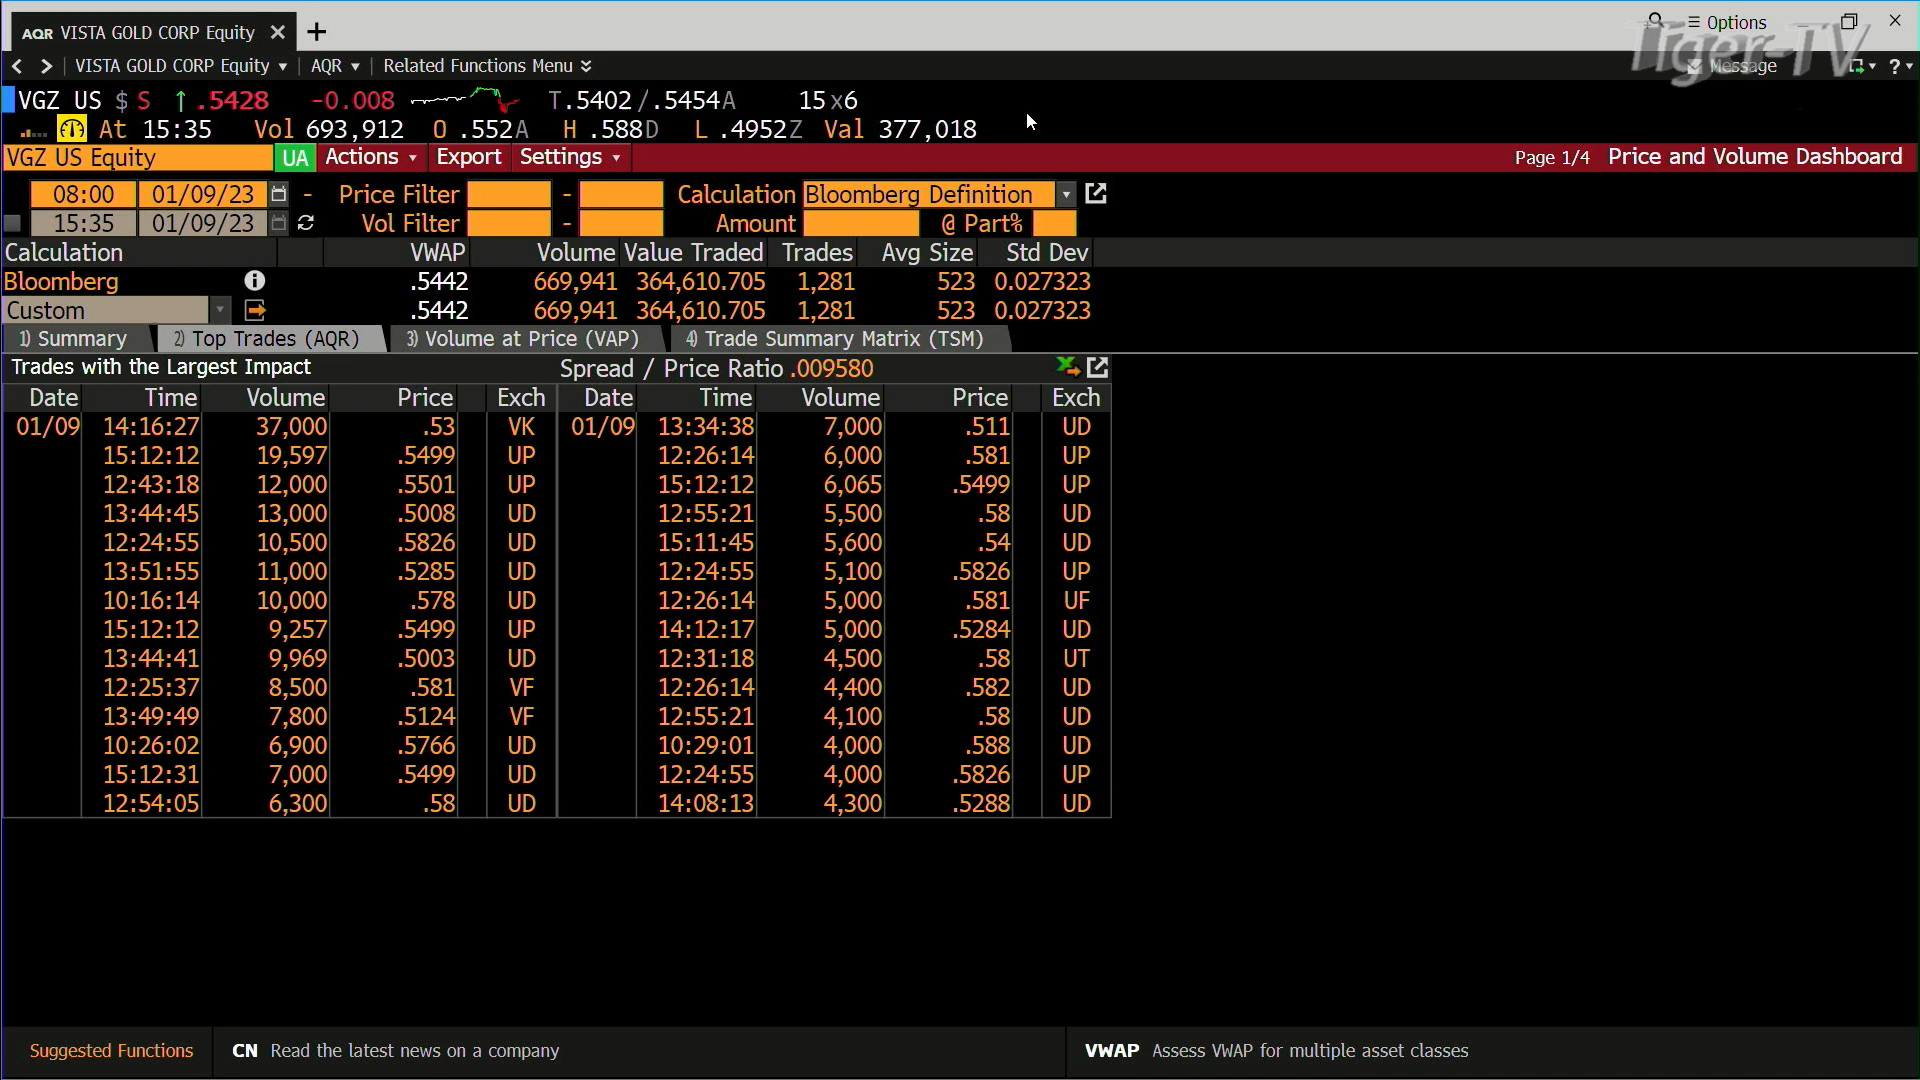 AQR VISTA GOLD CORP Equity
Options
Tiger-TV
VISTA GOLD CORP Equity AQR Related Functions Menu Message ?
VGZ US $ S ↑ .5428 -0.008 T.5402/.5454A 15x6
At 15:35 Vol 693,912 O .552A H .588D L .4952Z Val 377,018
VGZ US Equity UA Actions Export Settings Page 1/4 Price and Volume Dashboard
08:00 01/09/23 - Price Filter - Calculation Bloomberg Definition
15:35 01/09/23 Vol Filter - Amount @ Part%
Calculation VWAP Volume Value Traded Trades Avg Size Std Dev
Bloomberg .5442 669,941 364,610.705 1,281 523 0.027323
Custom .5442 669,941 364,610.705 1,281 523 0.027323
1) Summary 2) Top Trades (AQR) 3) Volume at Price (VAP) 4) Trade Summary Matrix (TSM)
Trades with the Largest Impact Spread / Price Ratio .009580
Date Time Volume Price Exch Date Time Volume Price Exch
01/09 14:16:27 37,000 .53 VK 01/09 13:34:38 7,000 .511 UD
15:12:12 19,597 .5499 UP 12:26:14 6,000 .581 UP
12:43:18 12,000 .5501 UP 15:12:12 6,065 .5499 UP
13:44:45 13,000 .5008 UD 12:55:21 5,500 .58 UD
12:24:55 10,500 .5826 UD 15:11:45 5,600 .54 UD
13:51:55 11,000 .5285 UD 12:24:55 5,100 .5826 UP
10:16:14 10,000 .578 UD 12:26:14 5,000 .581 UF
15:12:12 9,257 .5499 UP 14:12:17 5,000 .5284 UD
13:44:41 9,969 .5003 UD 12:31:18 4,500 .58 UT
12:25:37 8,500 .581 VF 12:26:14 4,400 .582 UD
13:49:49 7,800 .5124 VF 12:55:21 4,100 .58 UD
10:26:02 6,900 .5766 UD 10:29:01 4,000 .588 UD
15:12:31 7,000 .5499 UD 12:24:55 4,000 .5826 UP
12:54:05 6,300 .58 UD 14:08:13 4,300 .5288 UD
Suggested Functions CN Read the latest news on a company VWAP Assess VWAP for multiple asset classes